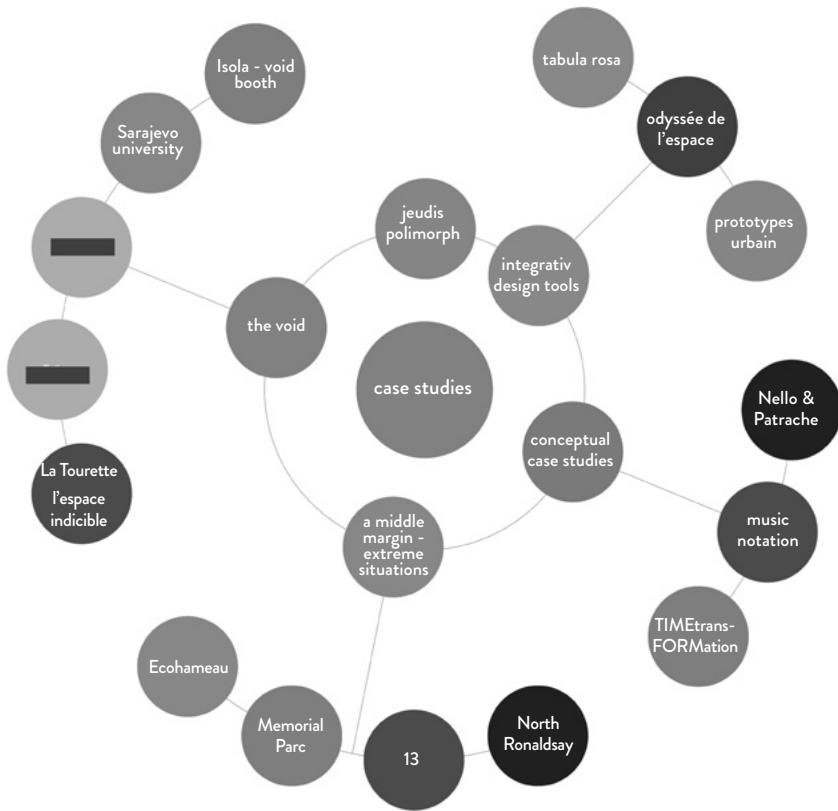 Isola - void
booth
Sarajevo
university
tabula rosa
odyssée de
l'espace
prototypes
urbain
jeudis
polimorph
integrativ
design tools
the void
case studies
conceptual
case studies
Nello &
Patrache
music
notation
TIMEtrans-
FORMation
La Tourette
l'espace
indicible
a middle
margin -
extreme
situations
Ecohameau
Memorial
Parc
13
North
Ronaldsay